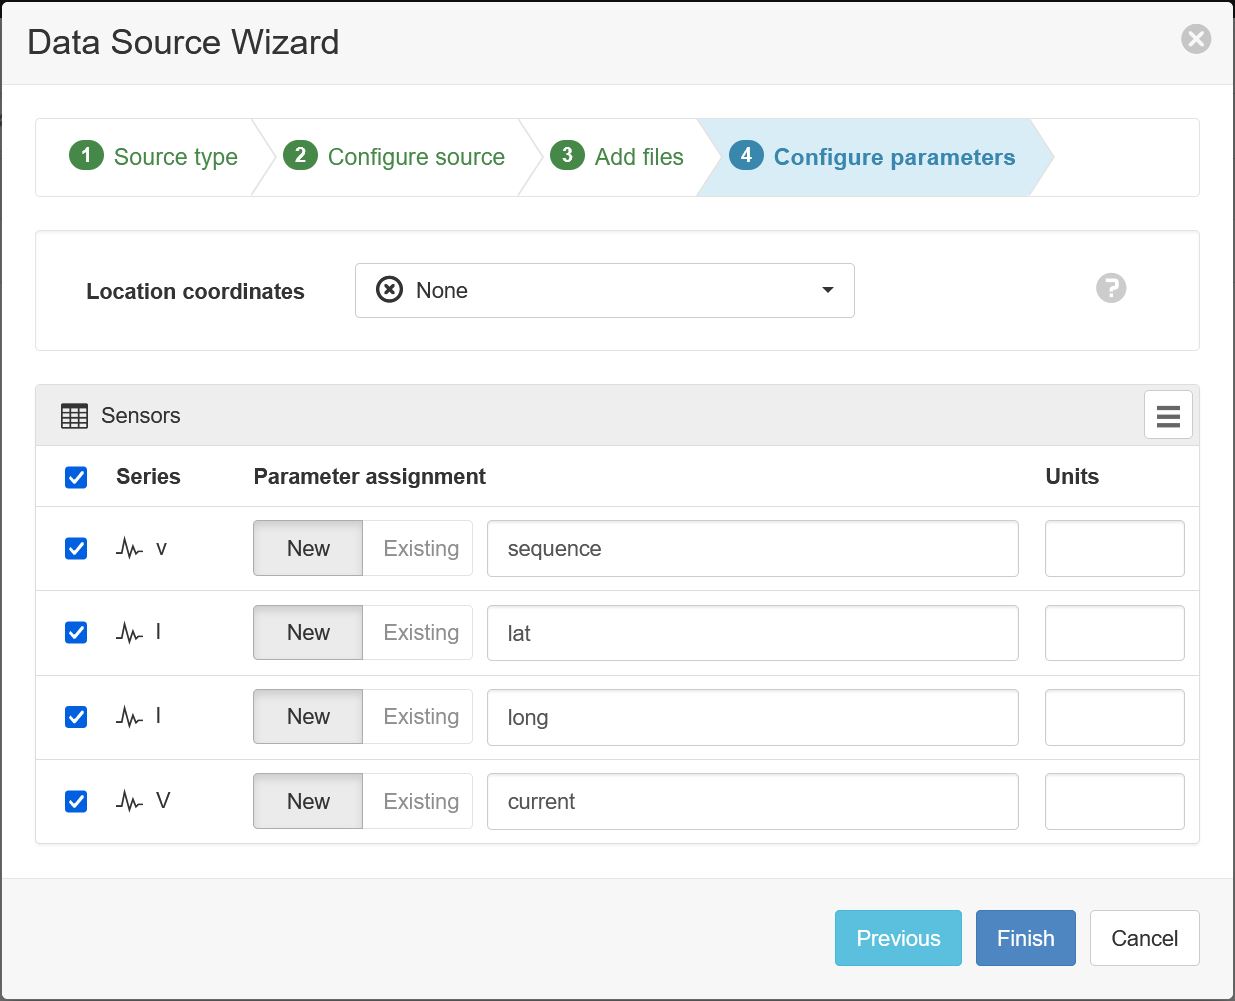 Data Source Wizard
1 Source type 2 Configure source 3 Add files 4 Configure parameters
Location coordinates None ?
Sensors
Series Parameter assignment Units
v New Existing sequence
l New Existing lat
l New Existing long
V New Existing current
Previous Finish Cancel